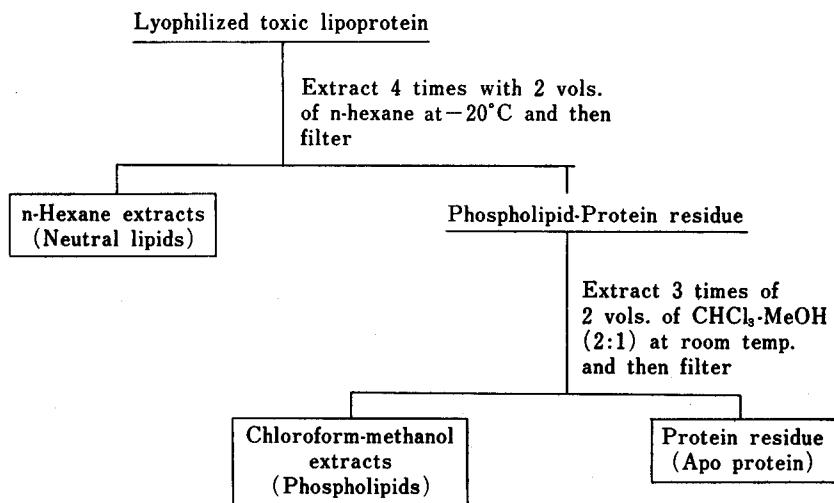 Lyophilized toxic lipoprotein
Extract 4 times with 2 vols.
of n-hexane at −20°C and then
filter
n-Hexane extracts
(Neutral lipids)
Phospholipid-Protein residue
Extract 3 times of
2 vols. of CHCl₃-MeOH
(2:1) at room temp.
and then filter
Chloroform-methanol
extracts
(Phospholipids)
Protein residue
(Apo protein)